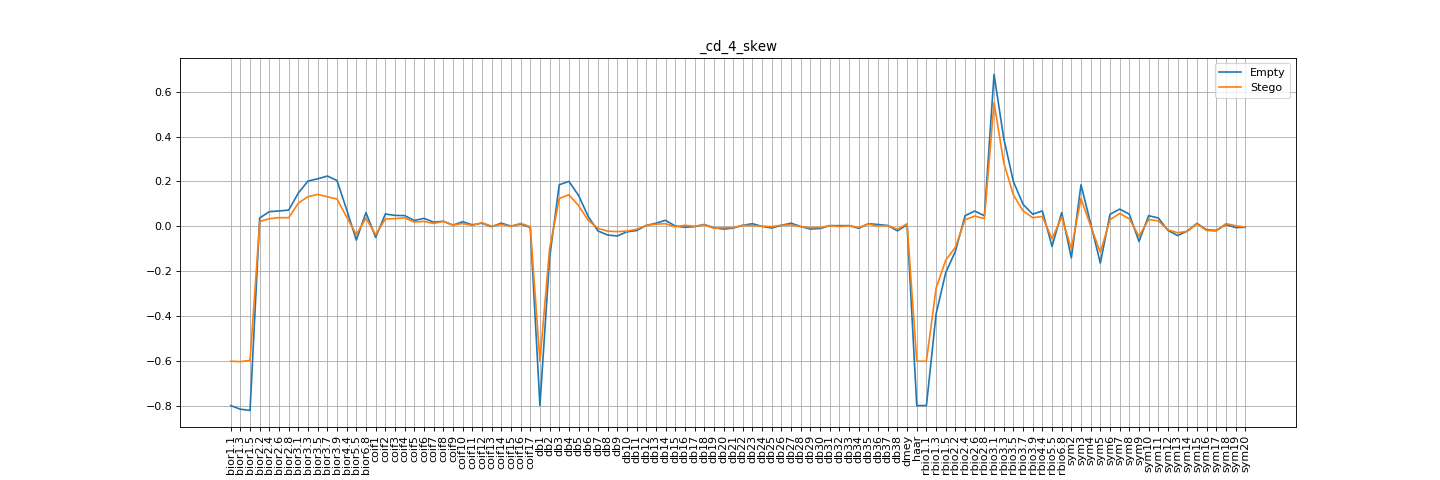 _cd_4_skew
Empty
Stego
0.6
0.4
0.2
0.0
−0.2
−0.4
−0.6
−0.8
bior1.1
bior1.3
bior1.5
bior2.2
bior2.4
bior2.6
bior2.8
bior3.1
bior3.3
bior3.5
bior3.7
bior3.9
bior4.4
bior5.5
bior6.8
coif1
coif2
coif3
coif4
coif5
coif6
coif7
coif8
coif9
coif10
coif11
coif12
coif13
coif14
coif15
coif16
coif17
db1
db2
db3
db4
db5
db6
db7
db8
db9
db10
db11
db12
db13
db14
db15
db16
db17
db18
db19
db20
db21
db22
db23
db24
db25
db26
db27
db28
db29
db30
db31
db32
db33
db34
db35
db36
db37
db38
dmey
haar
rbio1.1
rbio1.3
rbio1.5
rbio2.2
rbio2.4
rbio2.6
rbio2.8
rbio3.1
rbio3.3
rbio3.5
rbio3.7
rbio3.9
rbio4.4
rbio5.5
rbio6.8
sym2
sym3
sym4
sym5
sym6
sym7
sym8
sym9
sym10
sym11
sym12
sym13
sym14
sym15
sym16
sym17
sym18
sym19
sym20